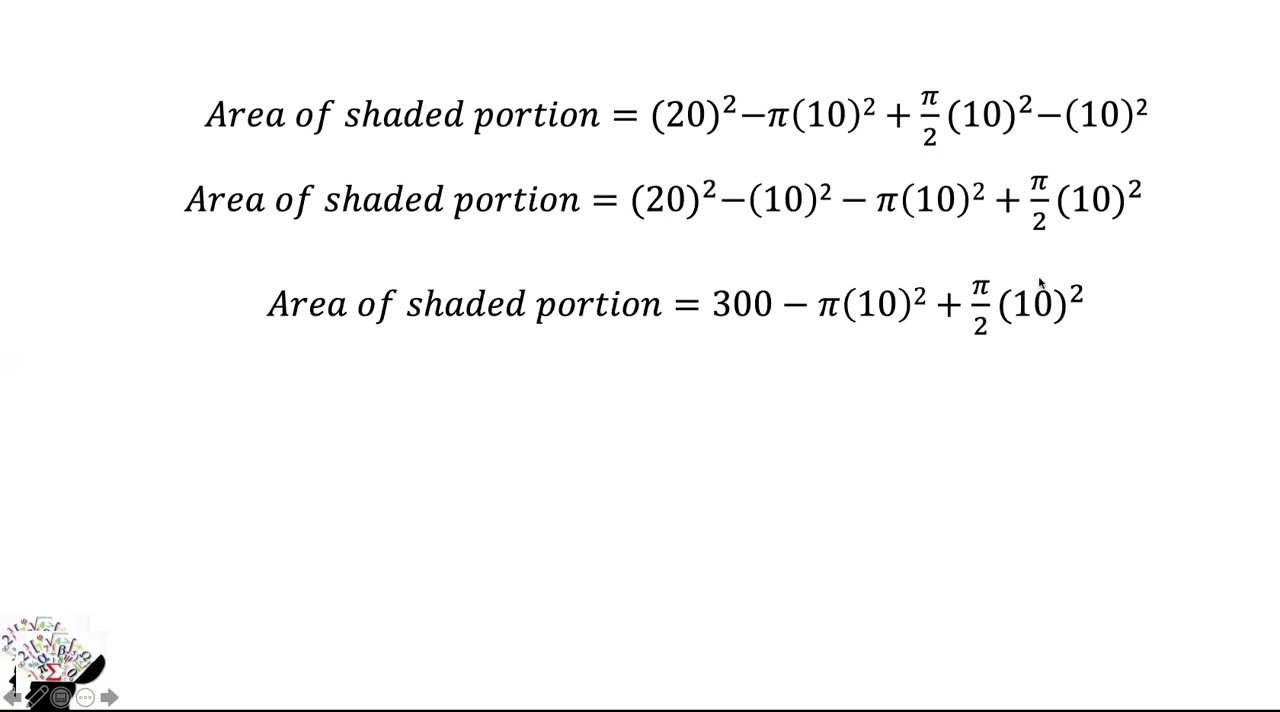 Area of shaded portion = (20)²−π(10)² + π/2 (10)²−(10)²
Area of shaded portion = (20)²−(10)² − π(10)² + π/2 (10)²
Area of shaded portion = 300 − π(10)² + π/2 (10)²